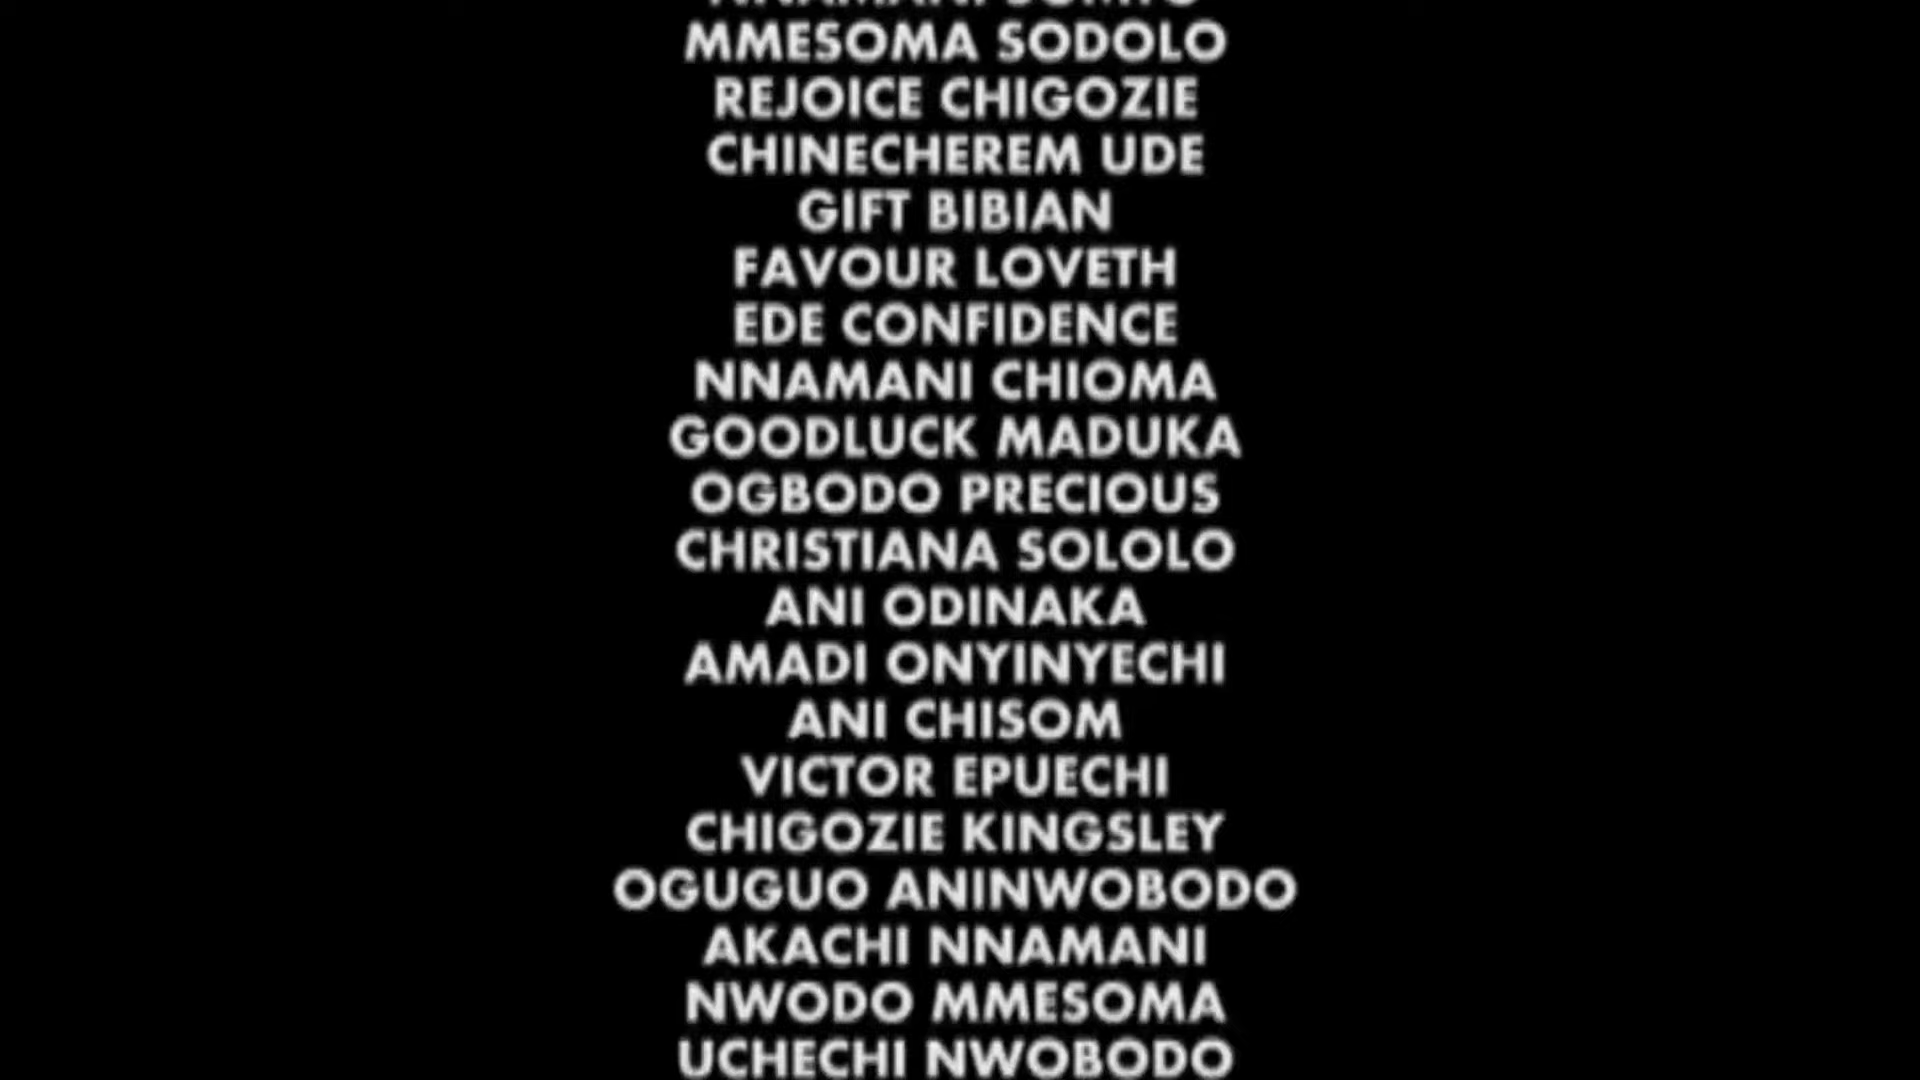 MMESOMA SODOLO
REJOICE CHIGOZIE
CHINECHEREM UDE
GIFT BIBIAN
FAVOUR LOVETH
EDE CONFIDENCE
NNAMANI CHIOMA
GOODLUCK MADUKA
OGBODO PRECIOUS
CHRISTIANA SOLOLO
ANI ODINAKA
AMADI ONYINYECHI
ANI CHISOM
VICTOR EPUECHI
CHIGOZIE KINGSLEY
OGUGUO ANINWOBODO
AKACHI NNAMANI
NWODO MMESOMA
UCHECHI NWOBODO